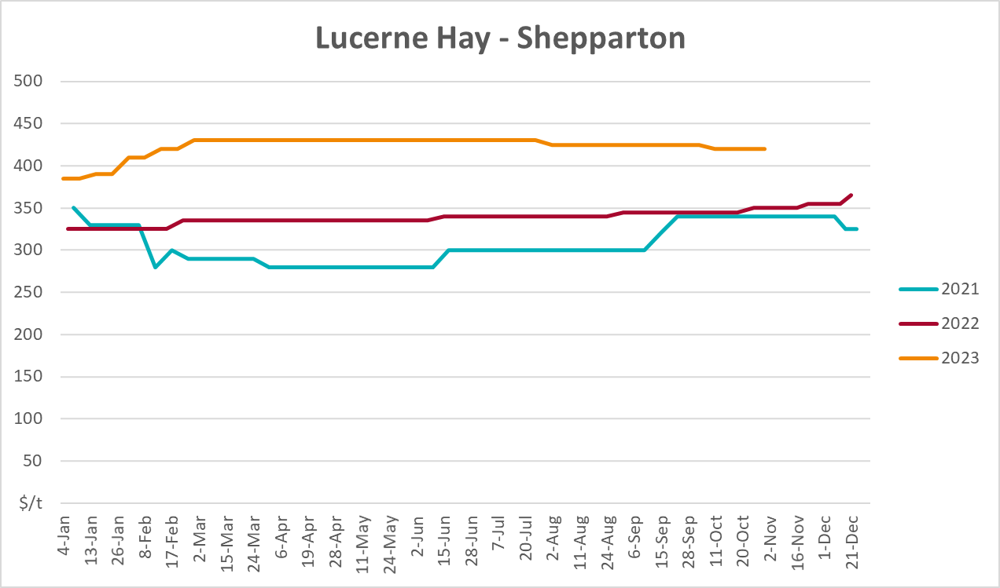 Lucerne Hay - Shepparton
500
450
400
350
300
250
200
150
100
50
$/t
4-Jan
13-Jan
26-Jan
8-Feb
17-Feb
2-Mar
15-Mar
24-Mar
6-Apr
19-Apr
28-Apr
11-May
24-May
2-Jun
15-Jun
28-Jun
7-Jul
20-Jul
2-Aug
11-Aug
24-Aug
6-Sep
15-Sep
28-Sep
11-Oct
20-Oct
2-Nov
16-Nov
1-Dec
21-Dec
2021
2022
2023